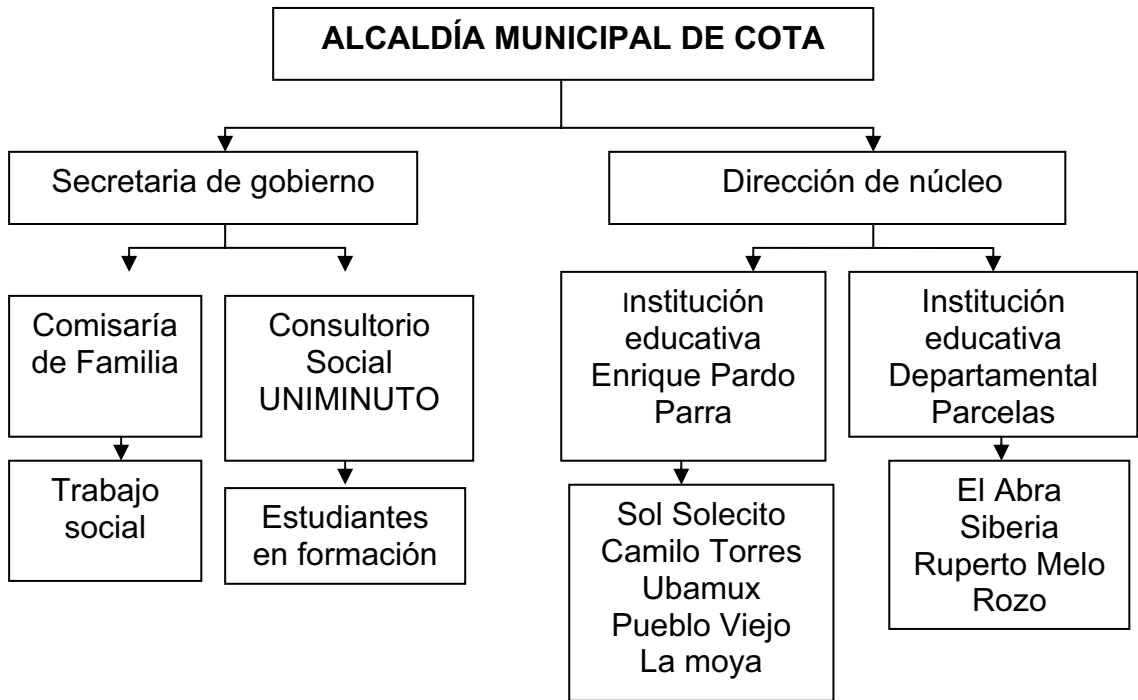 ALCALDÍA MUNICIPAL DE COTA
Secretaria de gobierno
Dirección de núcleo
Comisaría
de Familia
Consultorio
Social
UNIMINUTO
Institución
educativa
Enrique Pardo
Parra
Institución
educativa
Departamental
Parcelas
Trabajo
social
Estudiantes
en formación
Sol Solecito
Camilo Torres
Ubamux
Pueblo Viejo
La moya
El Abra
Siberia
Ruperto Melo
Rozo